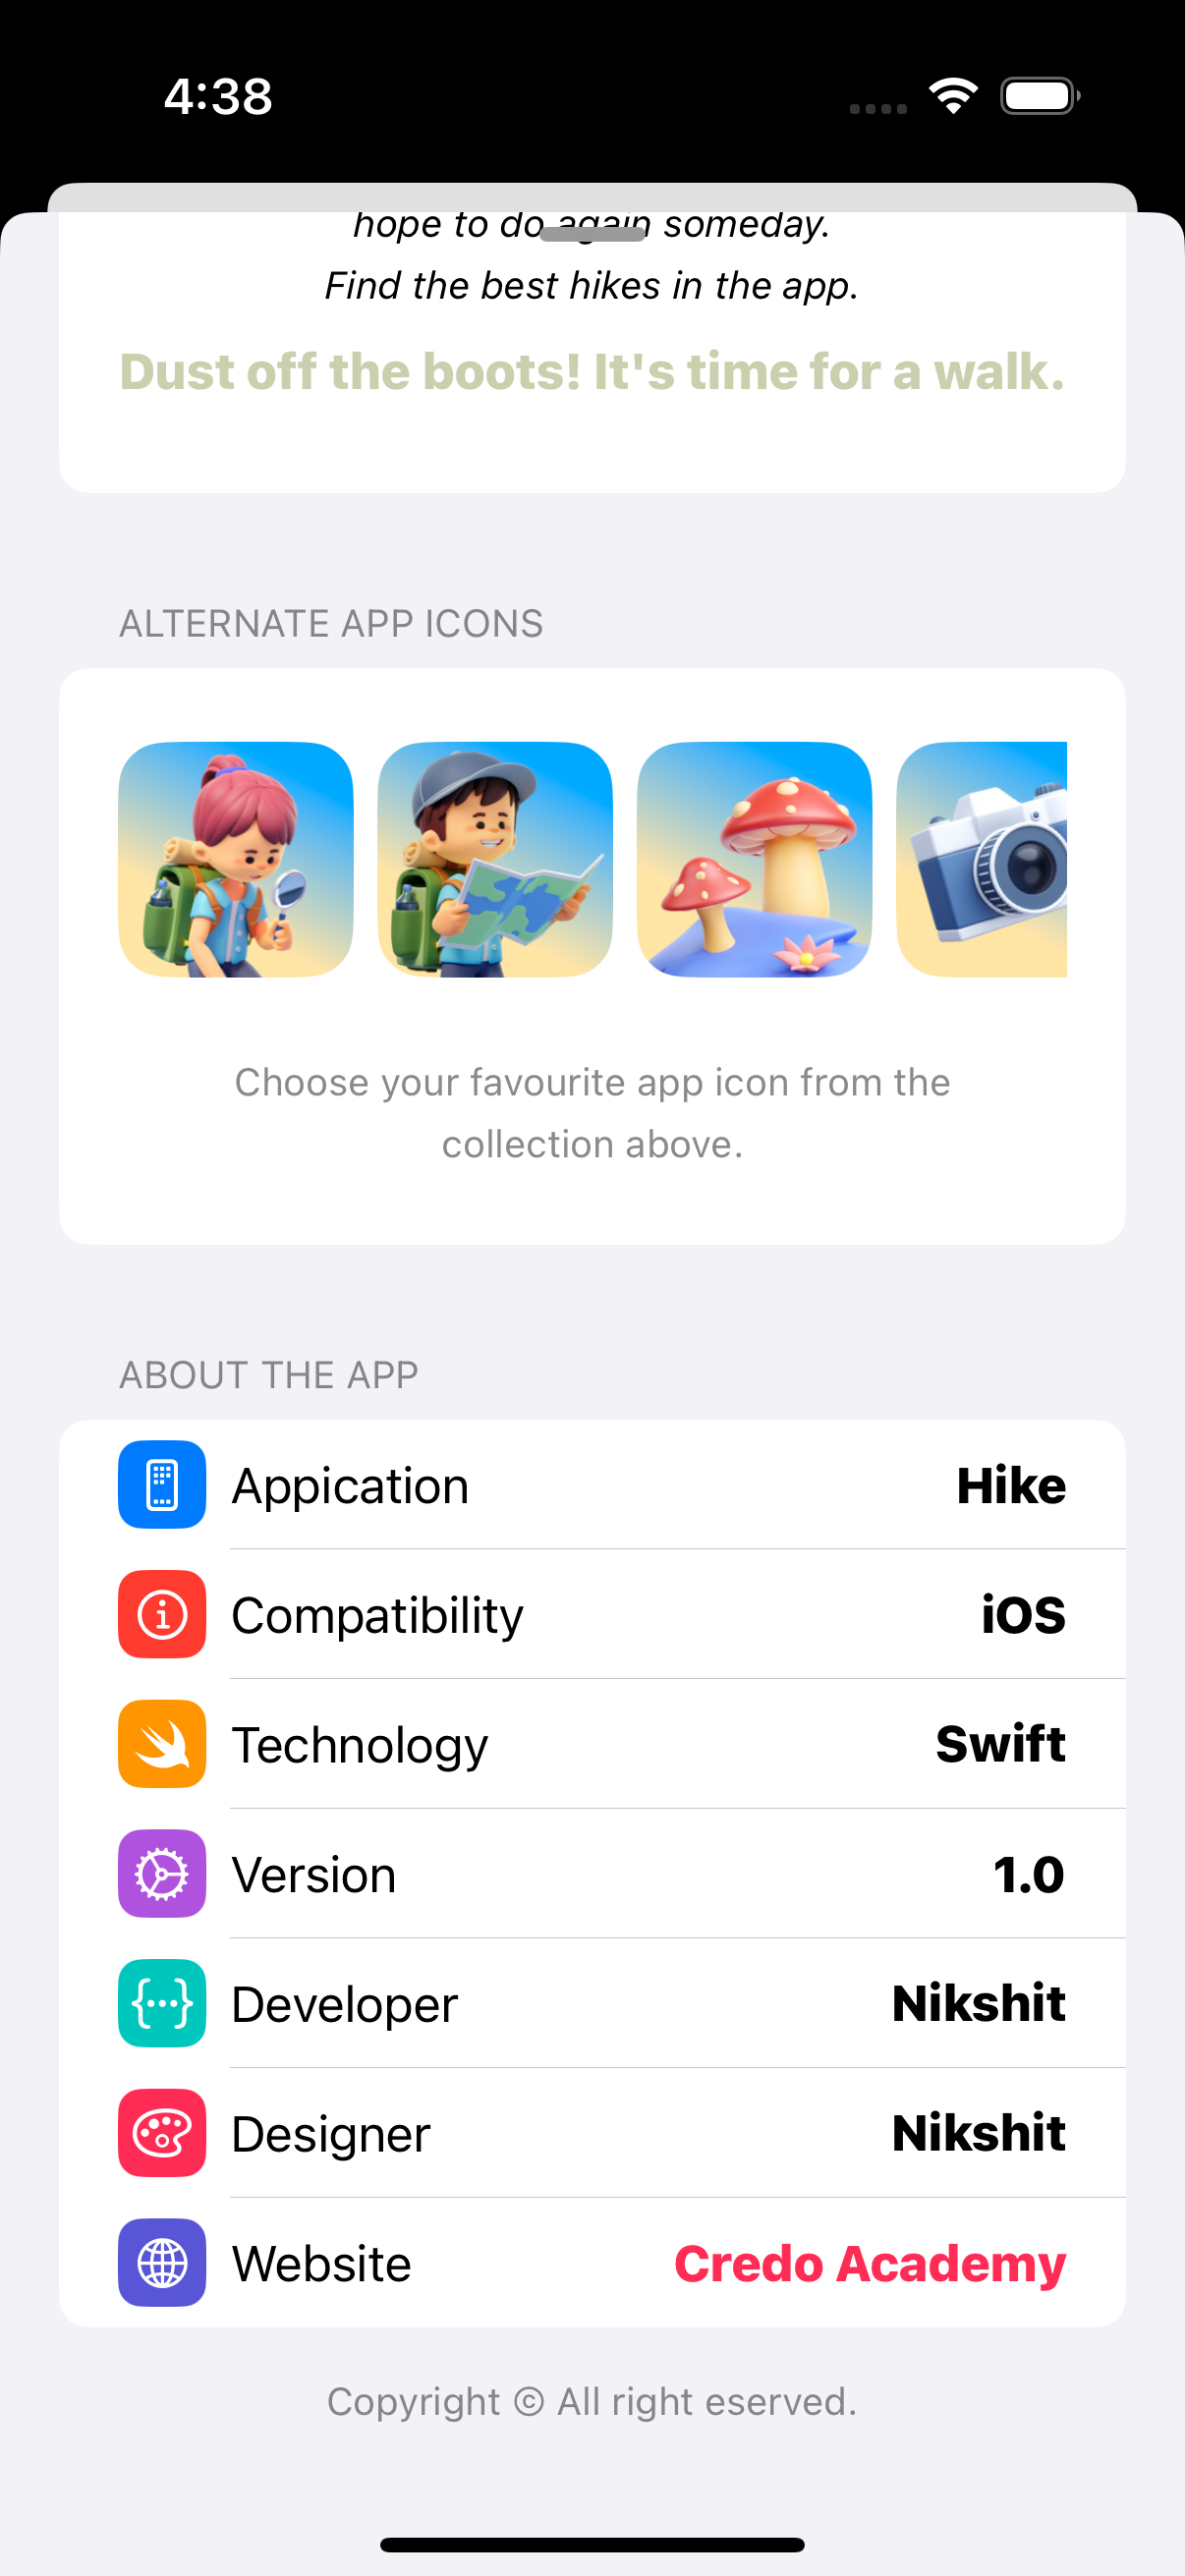 4:38
hope to do again someday.
Find the best hikes in the app.
Dust off the boots! It's time for a walk.
ALTERNATE APP ICONS
Choose your favourite app icon from the
collection above.
ABOUT THE APP
Appication Hike
Compatibility iOS
Technology Swift
Version 1.0
Developer Nikshit
Designer Nikshit
Website Credo Academy
Copyright © All right eserved.